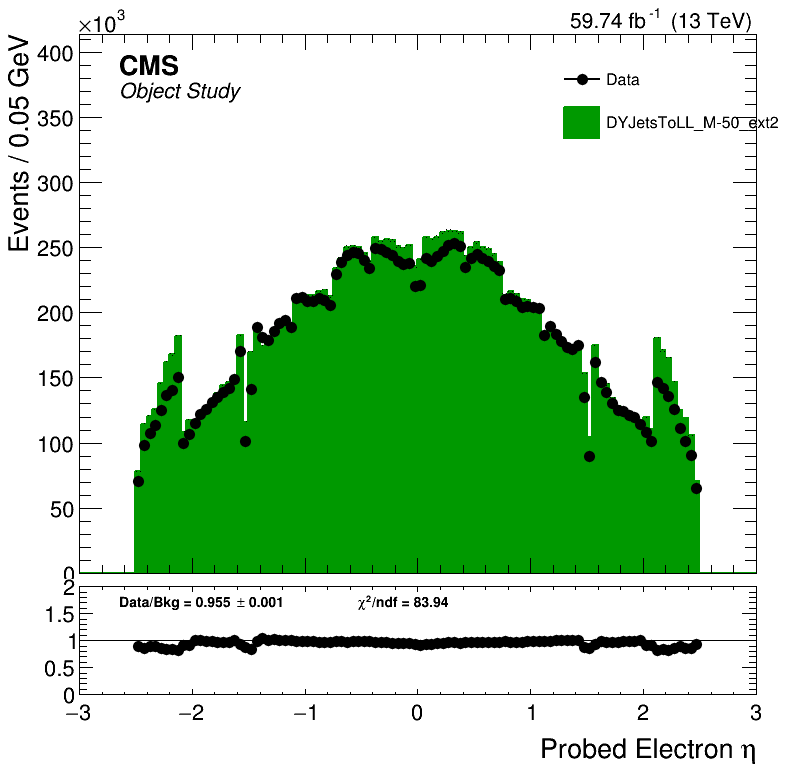 ×10³
59.74 fb⁻¹ (13 TeV)
Events / 0.05 GeV
CMS
Object Study
Data
DYJetsToLL_M-50_ext2
400
350
300
250
200
150
100
50
0
Data/Bkg = 0.955 ± 0.001
χ²/ndf = 83.94
2
1.5
1
0.5
0
−3 −2 −1 0 1 2 3
Probed Electron η